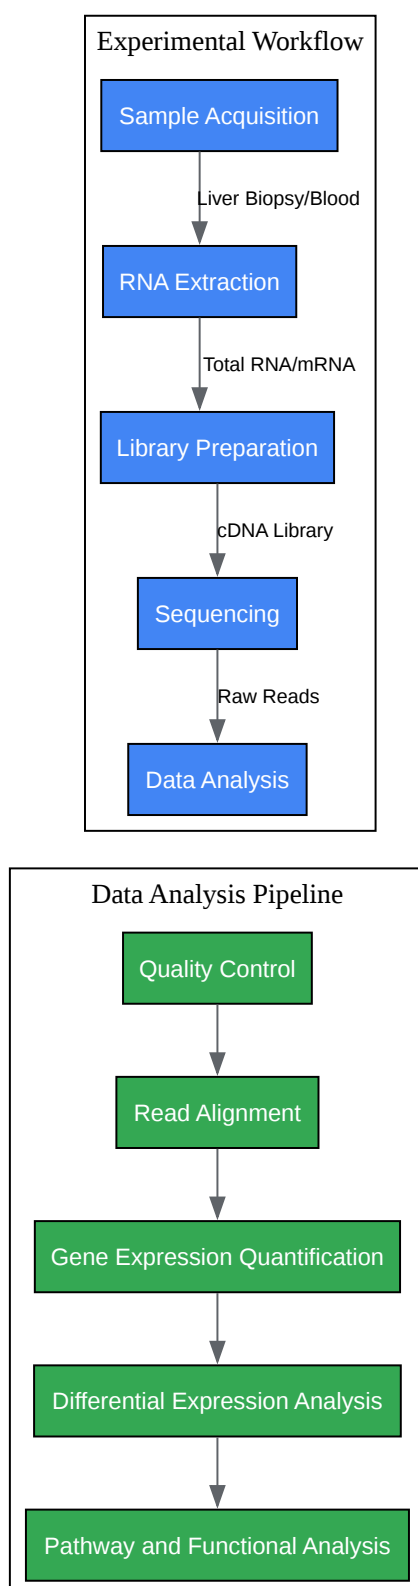 Experimental Workflow
Sample Acquisition
Liver Biopsy/Blood
RNA Extraction
Total RNA/mRNA
Library Preparation
cDNA Library
Sequencing
Raw Reads
Data Analysis
Data Analysis Pipeline
Quality Control
Read Alignment
Gene Expression Quantification
Differential Expression Analysis
Pathway and Functional Analysis